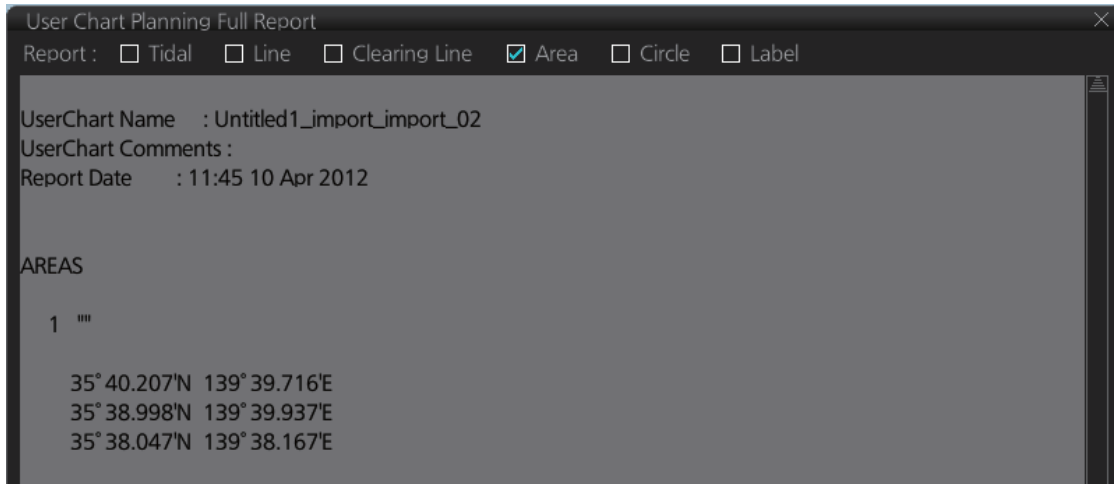 User Chart Planning Full Report
Report : Tidal Line Clearing Line Area Circle Label
UserChart Name : Untitled1_import_import_02
UserChart Comments :
Report Date : 11:45 10 Apr 2012
AREAS
1 ""
35°40.207'N 139°39.716'E
35°38.998'N 139°39.937'E
35°38.047'N 139°38.167'E